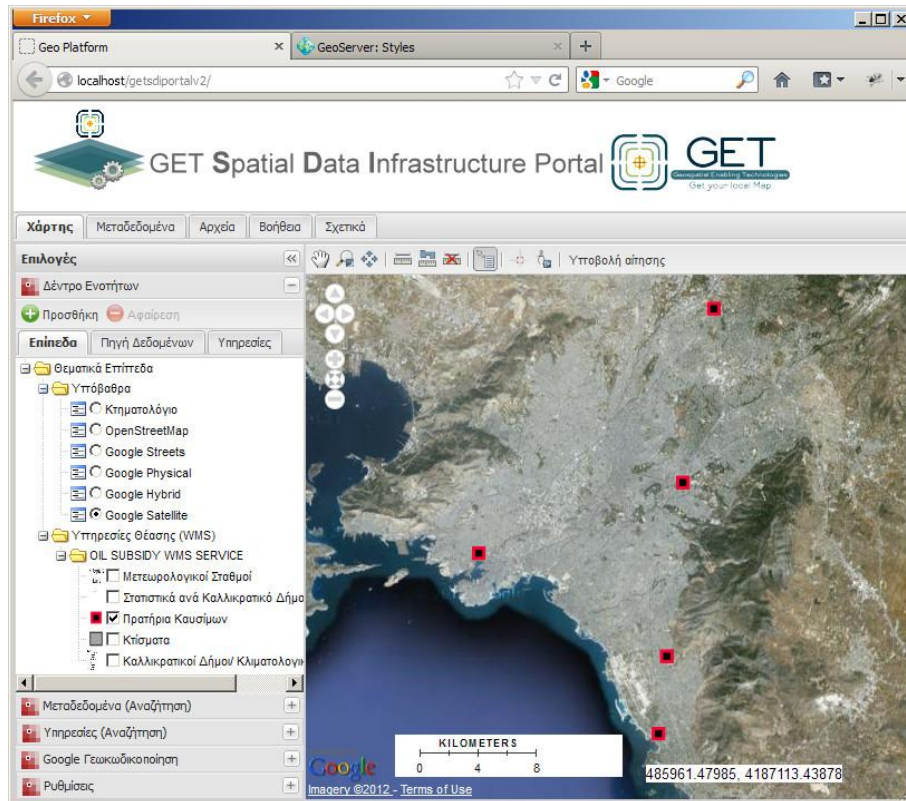 Firefox
Geo Platform
GeoServer: Styles
localhost/getsdiportalv2/
Google
GET Spatial Data Infrastructure Portal
GET
Geospatial Enabling Technologies
Get your local Map
Χάρτης Μεταδεδομένα Αρχεία Βοήθεια Σχετικά
Επιλογές
Υποβολή αίτησης
Δέντρο Ενοτήτων
Προσθήκη Αφαίρεση
Επίπεδα Πηγή Δεδομένων Υπηρεσίες
Θεματικά Επίπεδα
Υπόβαθρα
Κτηματολόγιο
OpenStreetMap
Google Streets
Google Physical
Google Hybrid
Google Satellite
Υπηρεσίες Θέασης (WMS)
OIL SUBSIDY WMS SERVICE
Μετεωρολογικοί Σταθμοί
Στατιστικά ανά Καλλικρατικό Δήμο
Πρατήρια Καυσίμων
Κτίσματα
Καλλικρατικοί Δήμοι/ Κλιματολογι
Μεταδεδομένα (Αναζήτηση)
Υπηρεσίες (Αναζήτηση)
Google Γεωκωδικοποίηση
Ρυθμίσεις
KILOMETERS
0 4 8
485961.47985, 4187113.43878
Google
Imagery ©2012 - Terms of Use